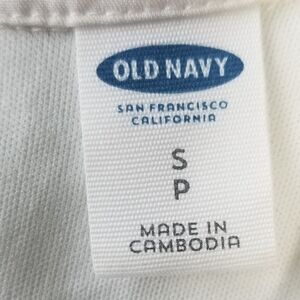 OLD NAVY
SAN FRANCISCO
CALIFORNIA
S
P
MADE IN
CAMBODIA